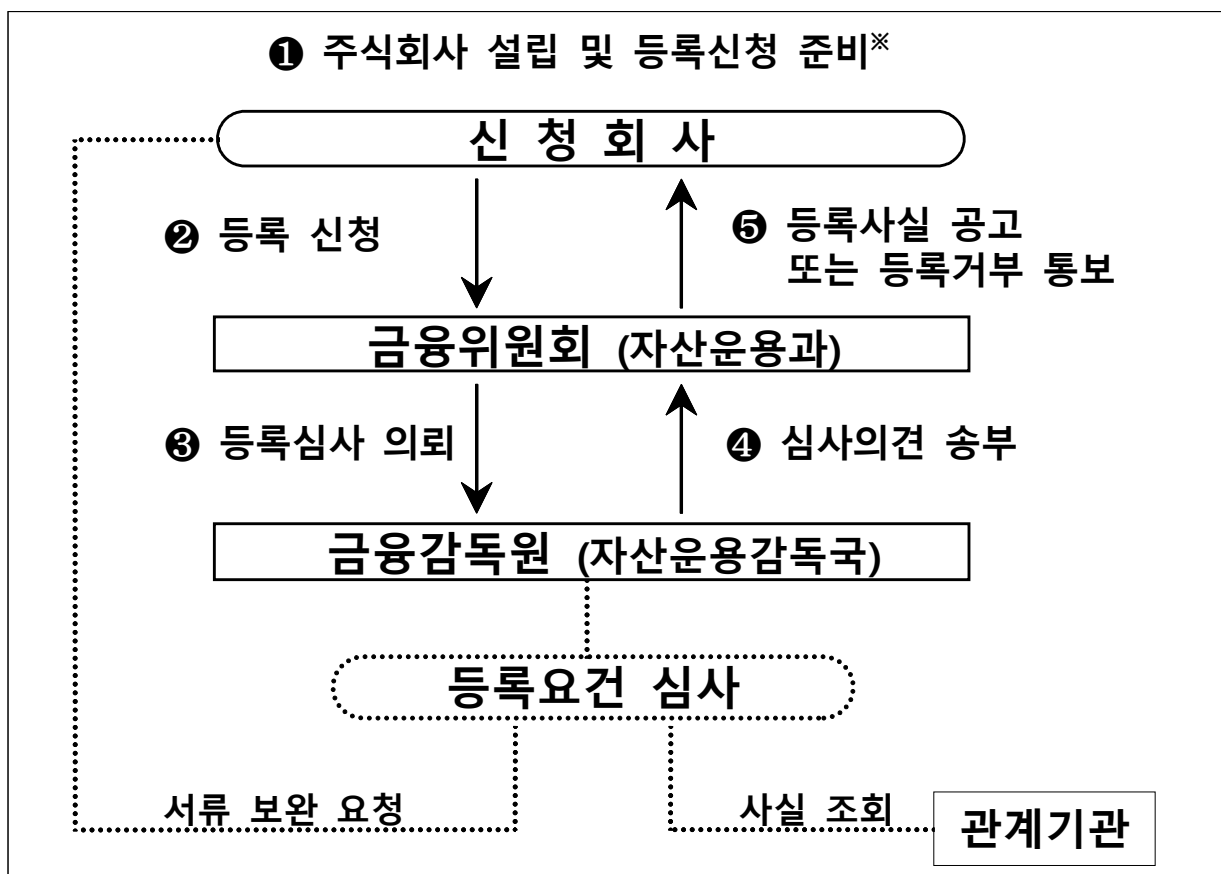 ❶ 주식회사 설립 및 등록신청 준비※
신 청 회 사
❷ 등록 신청
❺ 등록사실 공고
또는 등록거부 통보
금융위원회 (자산운용과)
❸ 등록심사 의뢰
❹ 심사의견 송부
금융감독원 (자산운용감독국)
등록요건 심사
서류 보완 요청
사실 조회
관계기관